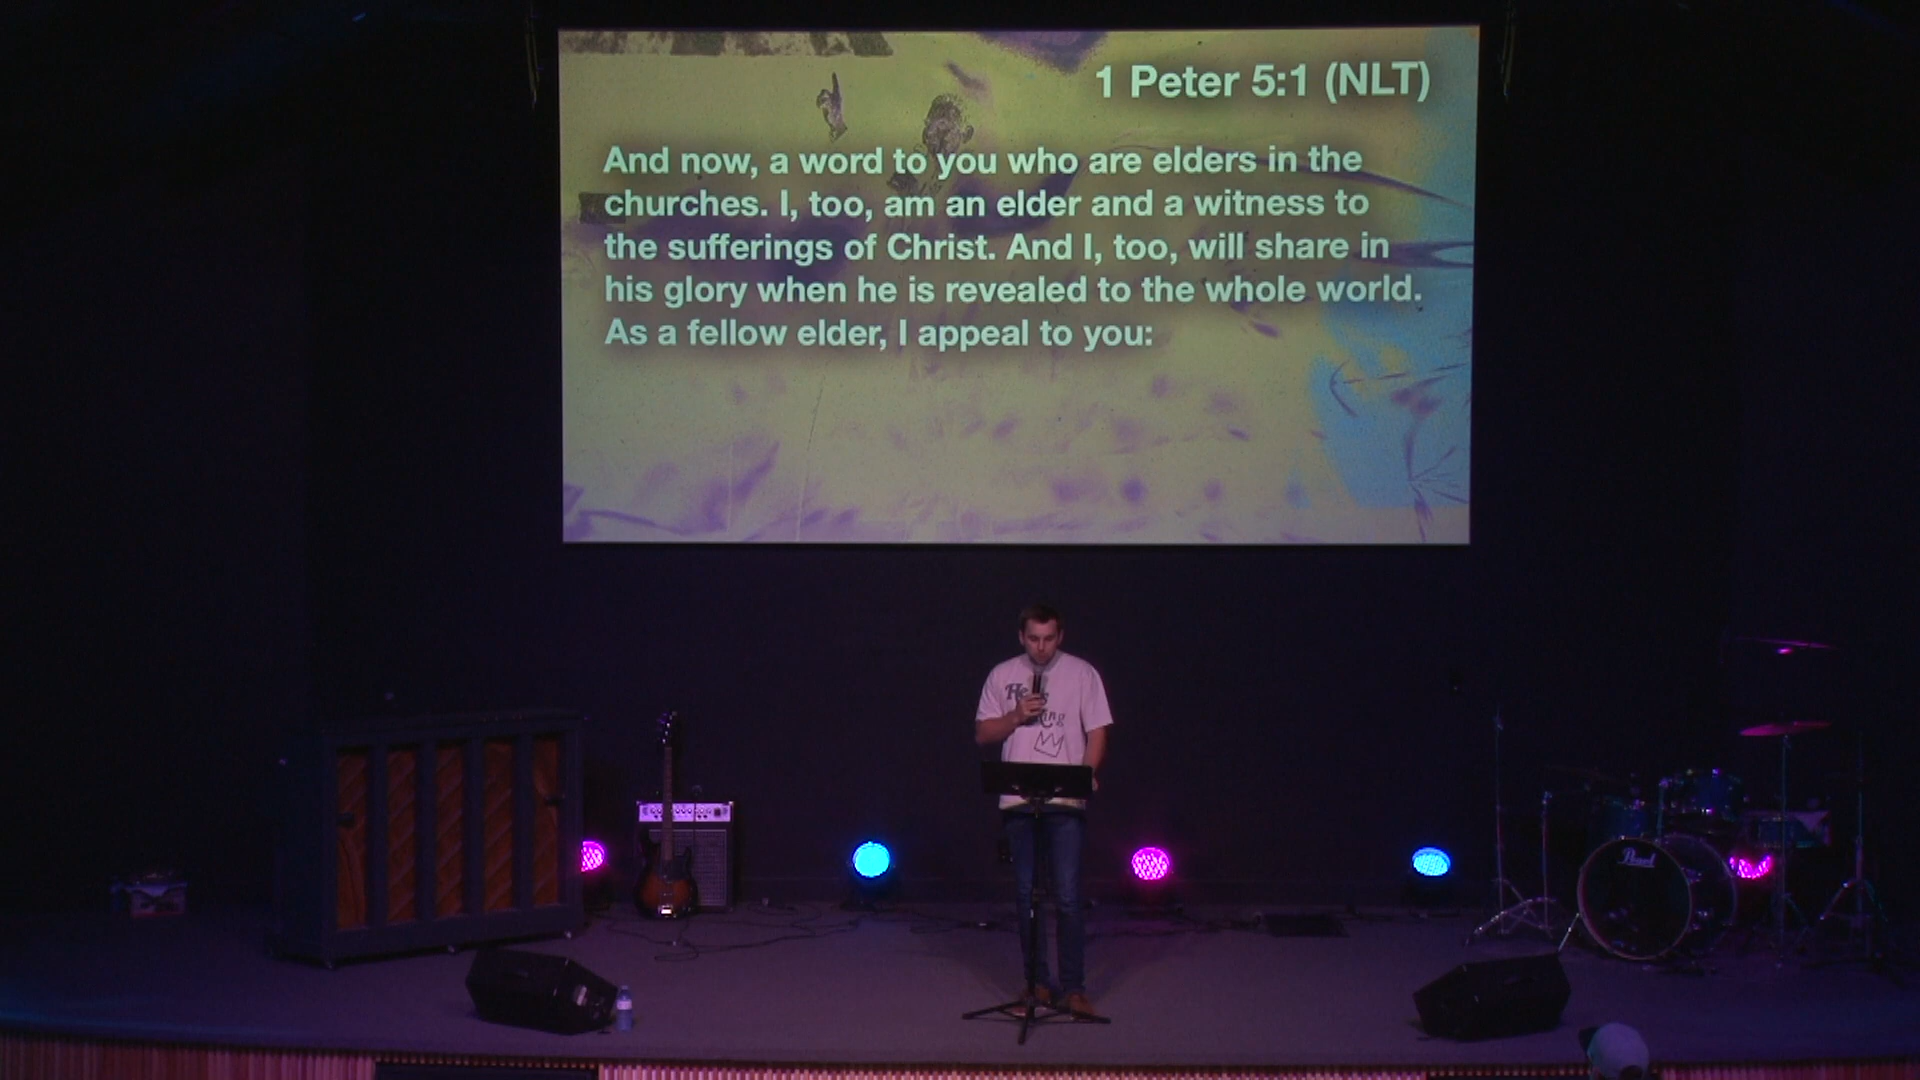 1 Peter 5:1 (NLT)
And now, a word to you who are elders in the
churches. I, too, am an elder and a witness to
the sufferings of Christ. And I, too, will share in
his glory when he is revealed to the whole world.
As a fellow elder, I appeal to you:
Pearl